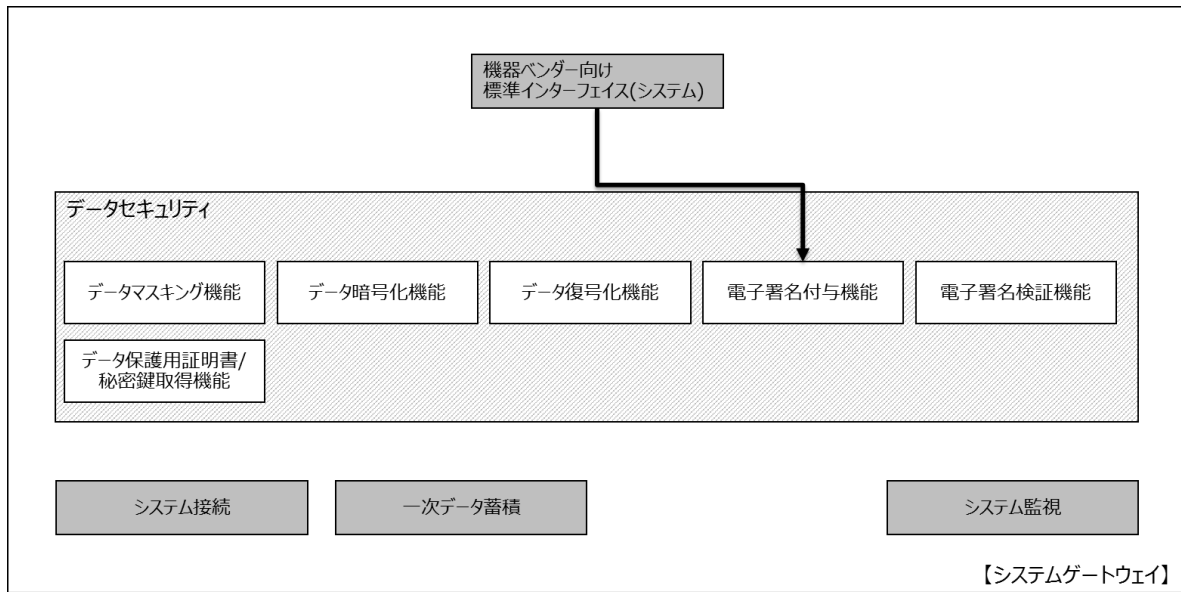 機器ベンダー向け
標準インターフェイス(システム)
データセキュリティ
データマスキング機能
データ暗号化機能
データ復号化機能
電子署名付与機能
電子署名検証機能
データ保護用証明書/
秘密鍵取得機能
システム接続
一次データ蓄積
システム監視
【システムゲートウェイ】